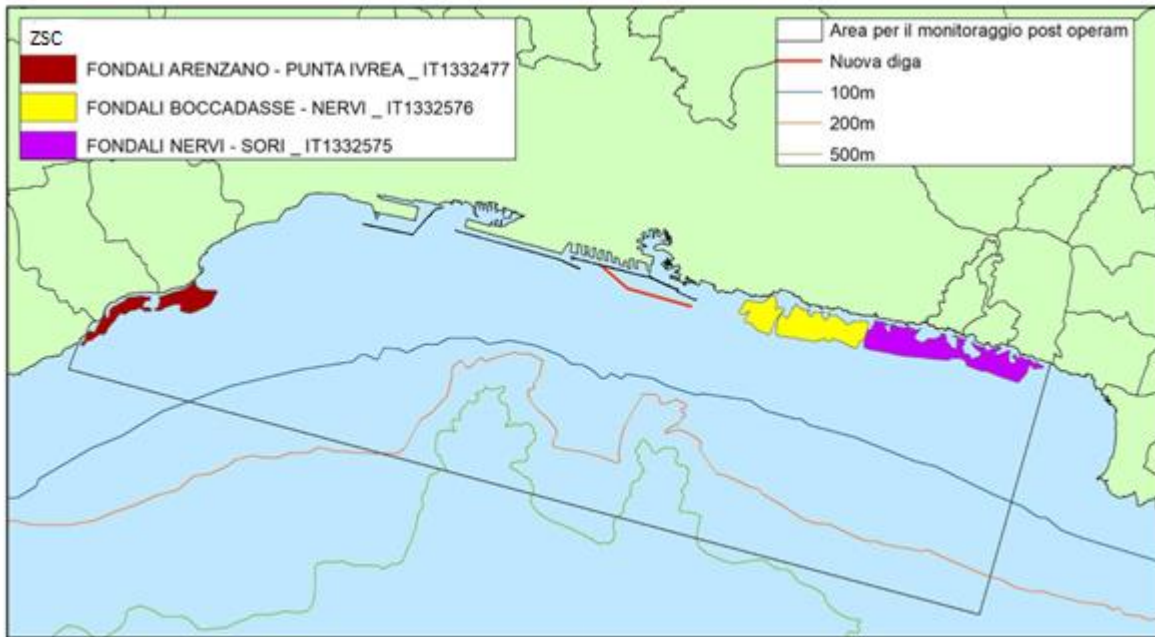 ZSC
FONDALI ARENZANO - PUNTA IVREA _ IT1332477
FONDALI BOCCADASSE - NERVI _ IT1332576
FONDALI NERVI - SORI _ IT1332575
Area per il monitoraggio post operam
Nuova diga
100m
200m
500m